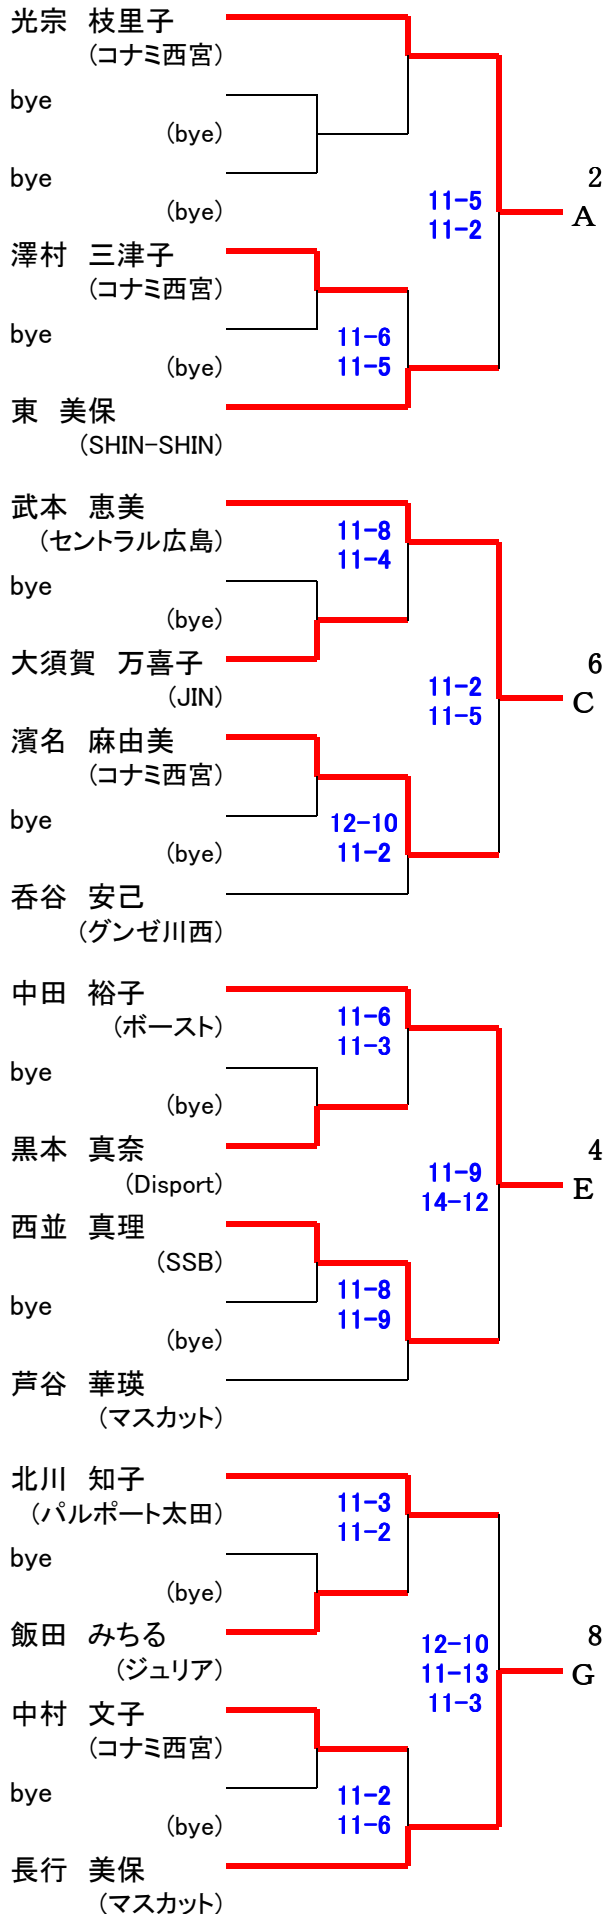 光宗 枝里子
(コナミ西宮)
bye
(bye)
bye
(bye)
2
11-5
A
11-2
澤村 三津子
(コナミ西宮)
bye
11-6
(bye)
11-5
東 美保
(SHIN-SHIN)
武本 恵美
11-8
(セントラル広島)
11-4
bye
(bye)
大須賀 万喜子
6
(JIN)
11-2
C
11-5
濱名 麻由美
(コナミ西宮)
bye
12-10
(bye)
11-2
呑谷 安己
(グンゼ川西)
中田 裕子
11-6
(ボースト)
11-3
bye
(bye)
黒本 真奈
4
(Disport)
11-9
E
14-12
西並 真理
(SSB)
11-8
bye
11-9
(bye)
芦谷 華瑛
(マスカット)
北川 知子
11-3
(パルポート太田)
11-2
bye
(bye)
飯田 みちる
8
12-10
(ジュリア)
11-13
G
11-3
中村 文子
(コナミ西宮)
bye
11-2
(bye)
11-6
長行 美保
(マスカット)